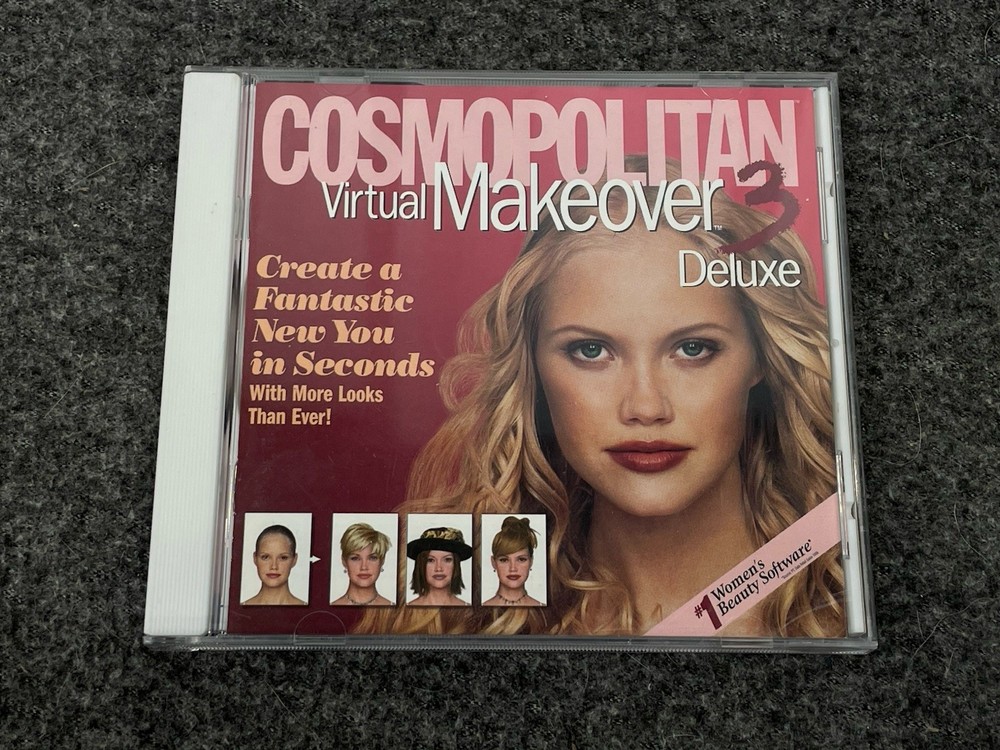 COSMOPOLITAN
Virtual Makeover™ 3
Deluxe
Create a
Fantastic
New You
in Seconds
With More Looks
Than Ever!
#1 Women's
Beauty Software*